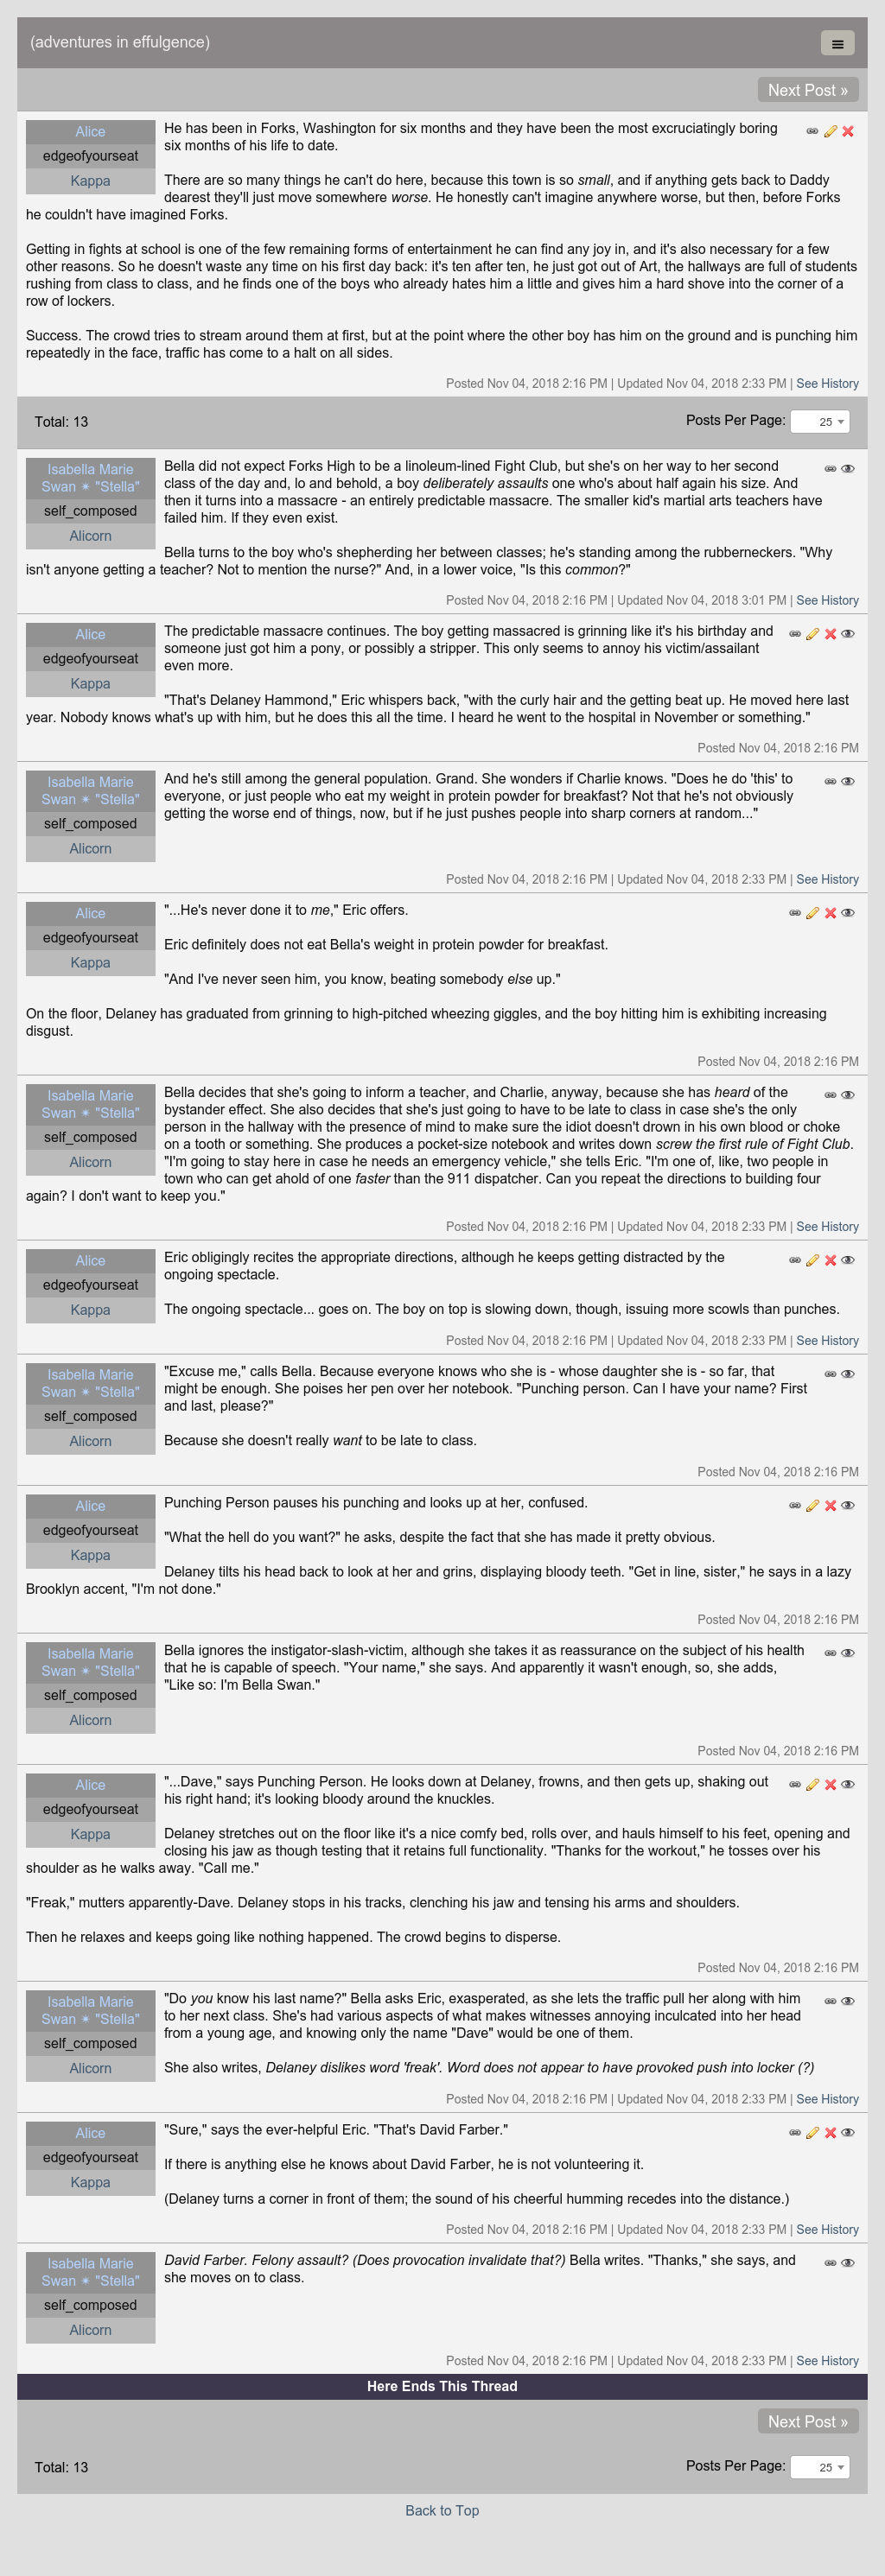 (adventures in effulgence)
Next Post »
Alice
edgeofyourseat
Kappa
He has been in Forks, Washington for six months and they have been the most excruciatingly boring
six months of his life to date.
There are so many things he can't do here, because this town is so small, and if anything gets back to Daddy
dearest they'll just move somewhere worse. He honestly can't imagine anywhere worse, but then, before Forks
he couldn't have imagined Forks.
Getting in fights at school is one of the few remaining forms of entertainment he can find any joy in, and it's also necessary for a few
other reasons. So he doesn't waste any time on his first day back: it's ten after ten, he just got out of Art, the hallways are full of students
rushing from class to class, and he finds one of the boys who already hates him a little and gives him a hard shove into the corner of a
row of lockers.
Success. The crowd tries to stream around them at first, but at the point where the other boy has him on the ground and is punching him
repeatedly in the face, traffic has come to a halt on all sides.
Posted Nov 04, 2018 2:16 PM | Updated Nov 04, 2018 2:33 PM | See History
Total: 13
Posts Per Page: 25
Isabella Marie
Swan ✴ "Stella"
self_composed
Alicorn
Bella did not expect Forks High to be a linoleum-lined Fight Club, but she's on her way to her second
class of the day and, lo and behold, a boy deliberately assaults one who's about half again his size. And
then it turns into a massacre - an entirely predictable massacre. The smaller kid's martial arts teachers have
failed him. If they even exist.
Bella turns to the boy who's shepherding her between classes; he's standing among the rubberneckers. "Why
isn't anyone getting a teacher? Not to mention the nurse?" And, in a lower voice, "Is this common?"
Posted Nov 04, 2018 2:16 PM | Updated Nov 04, 2018 3:01 PM | See History
Alice
edgeofyourseat
Kappa
The predictable massacre continues. The boy getting massacred is grinning like it's his birthday and
someone just got him a pony, or possibly a stripper. This only seems to annoy his victim/assailant
even more.
"That's Delaney Hammond," Eric whispers back, "with the curly hair and the getting beat up. He moved here last
year. Nobody knows what's up with him, but he does this all the time. I heard he went to the hospital in November or something."
Posted Nov 04, 2018 2:16 PM
Isabella Marie
Swan ✴ "Stella"
self_composed
Alicorn
And he's still among the general population. Grand. She wonders if Charlie knows. "Does he do 'this' to
everyone, or just people who eat my weight in protein powder for breakfast? Not that he's not obviously
getting the worse end of things, now, but if he just pushes people into sharp corners at random..."
Posted Nov 04, 2018 2:16 PM | Updated Nov 04, 2018 2:33 PM | See History
Alice
edgeofyourseat
Kappa
"...He's never done it to me," Eric offers.
Eric definitely does not eat Bella's weight in protein powder for breakfast.
"And I've never seen him, you know, beating somebody else up."
On the floor, Delaney has graduated from grinning to high-pitched wheezing giggles, and the boy hitting him is exhibiting increasing
disgust.
Posted Nov 04, 2018 2:16 PM
Isabella Marie
Swan ✴ "Stella"
self_composed
Alicorn
Bella decides that she's going to inform a teacher, and Charlie, anyway, because she has heard of the
bystander effect. She also decides that she's just going to have to be late to class in case she's the only
person in the hallway with the presence of mind to make sure the idiot doesn't drown in his own blood or choke
on a tooth or something. She produces a pocket-size notebook and writes down screw the first rule of Fight Club.
"I'm going to stay here in case he needs an emergency vehicle," she tells Eric. "I'm one of, like, two people in
town who can get ahold of one faster than the 911 dispatcher. Can you repeat the directions to building four
again? I don't want to keep you."
Posted Nov 04, 2018 2:16 PM | Updated Nov 04, 2018 2:33 PM | See History
Alice
edgeofyourseat
Kappa
Eric obligingly recites the appropriate directions, although he keeps getting distracted by the
ongoing spectacle.
The ongoing spectacle... goes on. The boy on top is slowing down, though, issuing more scowls than punches.
Posted Nov 04, 2018 2:16 PM | Updated Nov 04, 2018 2:33 PM | See History
Isabella Marie
Swan ✴ "Stella"
self_composed
Alicorn
"Excuse me," calls Bella. Because everyone knows who she is - whose daughter she is - so far, that
might be enough. She poises her pen over her notebook. "Punching person. Can I have your name? First
and last, please?"
Because she doesn't really want to be late to class.
Posted Nov 04, 2018 2:16 PM
Alice
edgeofyourseat
Kappa
Punching Person pauses his punching and looks up at her, confused.
"What the hell do you want?" he asks, despite the fact that she has made it pretty obvious.
Delaney tilts his head back to look at her and grins, displaying bloody teeth. "Get in line, sister," he says in a lazy
Brooklyn accent, "I'm not done."
Posted Nov 04, 2018 2:16 PM
Isabella Marie
Swan ✴ "Stella"
self_composed
Alicorn
Bella ignores the instigator-slash-victim, although she takes it as reassurance on the subject of his health
that he is capable of speech. "Your name," she says. And apparently it wasn't enough, so, she adds,
"Like so: I'm Bella Swan."
Posted Nov 04, 2018 2:16 PM
Alice
edgeofyourseat
Kappa
"...Dave," says Punching Person. He looks down at Delaney, frowns, and then gets up, shaking out
his right hand; it's looking bloody around the knuckles.
Delaney stretches out on the floor like it's a nice comfy bed, rolls over, and hauls himself to his feet, opening and
closing his jaw as though testing that it retains full functionality. "Thanks for the workout," he tosses over his
shoulder as he walks away. "Call me."
"Freak," mutters apparently-Dave. Delaney stops in his tracks, clenching his jaw and tensing his arms and shoulders.
Then he relaxes and keeps going like nothing happened. The crowd begins to disperse.
Posted Nov 04, 2018 2:16 PM
Isabella Marie
Swan ✴ "Stella"
self_composed
Alicorn
"Do you know his last name?" Bella asks Eric, exasperated, as she lets the traffic pull her along with him
to her next class. She's had various aspects of what makes witnesses annoying inculcated into her head
from a young age, and knowing only the name "Dave" would be one of them.
She also writes, Delaney dislikes word 'freak'. Word does not appear to have provoked push into locker (?)
Posted Nov 04, 2018 2:16 PM | Updated Nov 04, 2018 2:33 PM | See History
Alice
edgeofyourseat
Kappa
"Sure," says the ever-helpful Eric. "That's David Farber."
If there is anything else he knows about David Farber, he is not volunteering it.
(Delaney turns a corner in front of them; the sound of his cheerful humming recedes into the distance.)
Posted Nov 04, 2018 2:16 PM | Updated Nov 04, 2018 2:33 PM | See History
Isabella Marie
Swan ✴ "Stella"
self_composed
Alicorn
David Farber. Felony assault? (Does provocation invalidate that?) Bella writes. "Thanks," she says, and
she moves on to class.
Posted Nov 04, 2018 2:16 PM | Updated Nov 04, 2018 2:33 PM | See History
Here Ends This Thread
Next Post »
Total: 13
Posts Per Page: 25
Back to Top